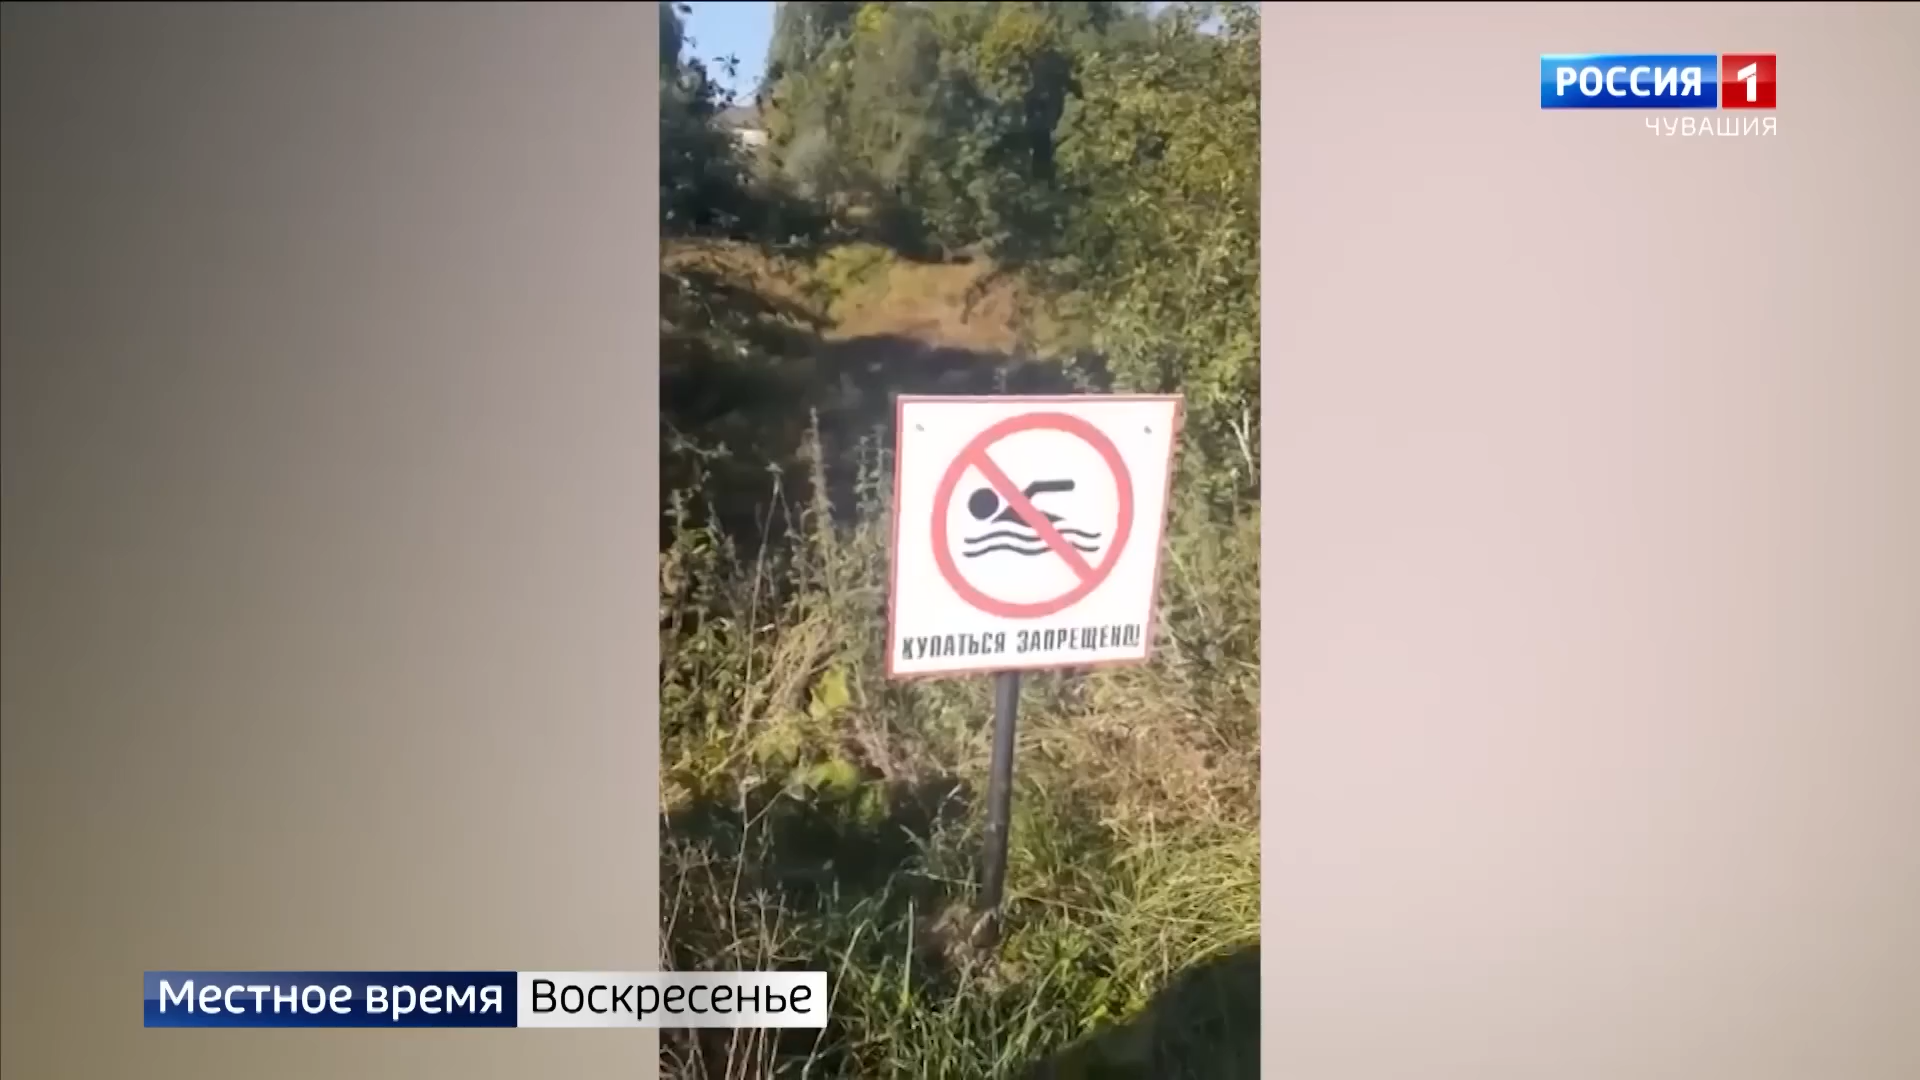 РОССИЯ 1
ЧУВАШИЯ
КУПАТЬСЯ ЗАПРЕЩЕНО!
Местное время Воскресенье